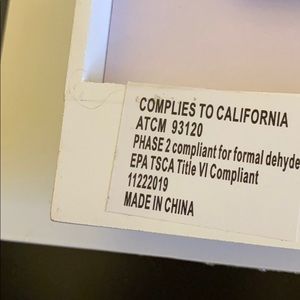 COMPLIES TO CALIFORNIA
ATCM 93120
PHASE 2 compliant for formal dehyde
EPA TSCA Title VI Compliant
11222019
MADE IN CHINA